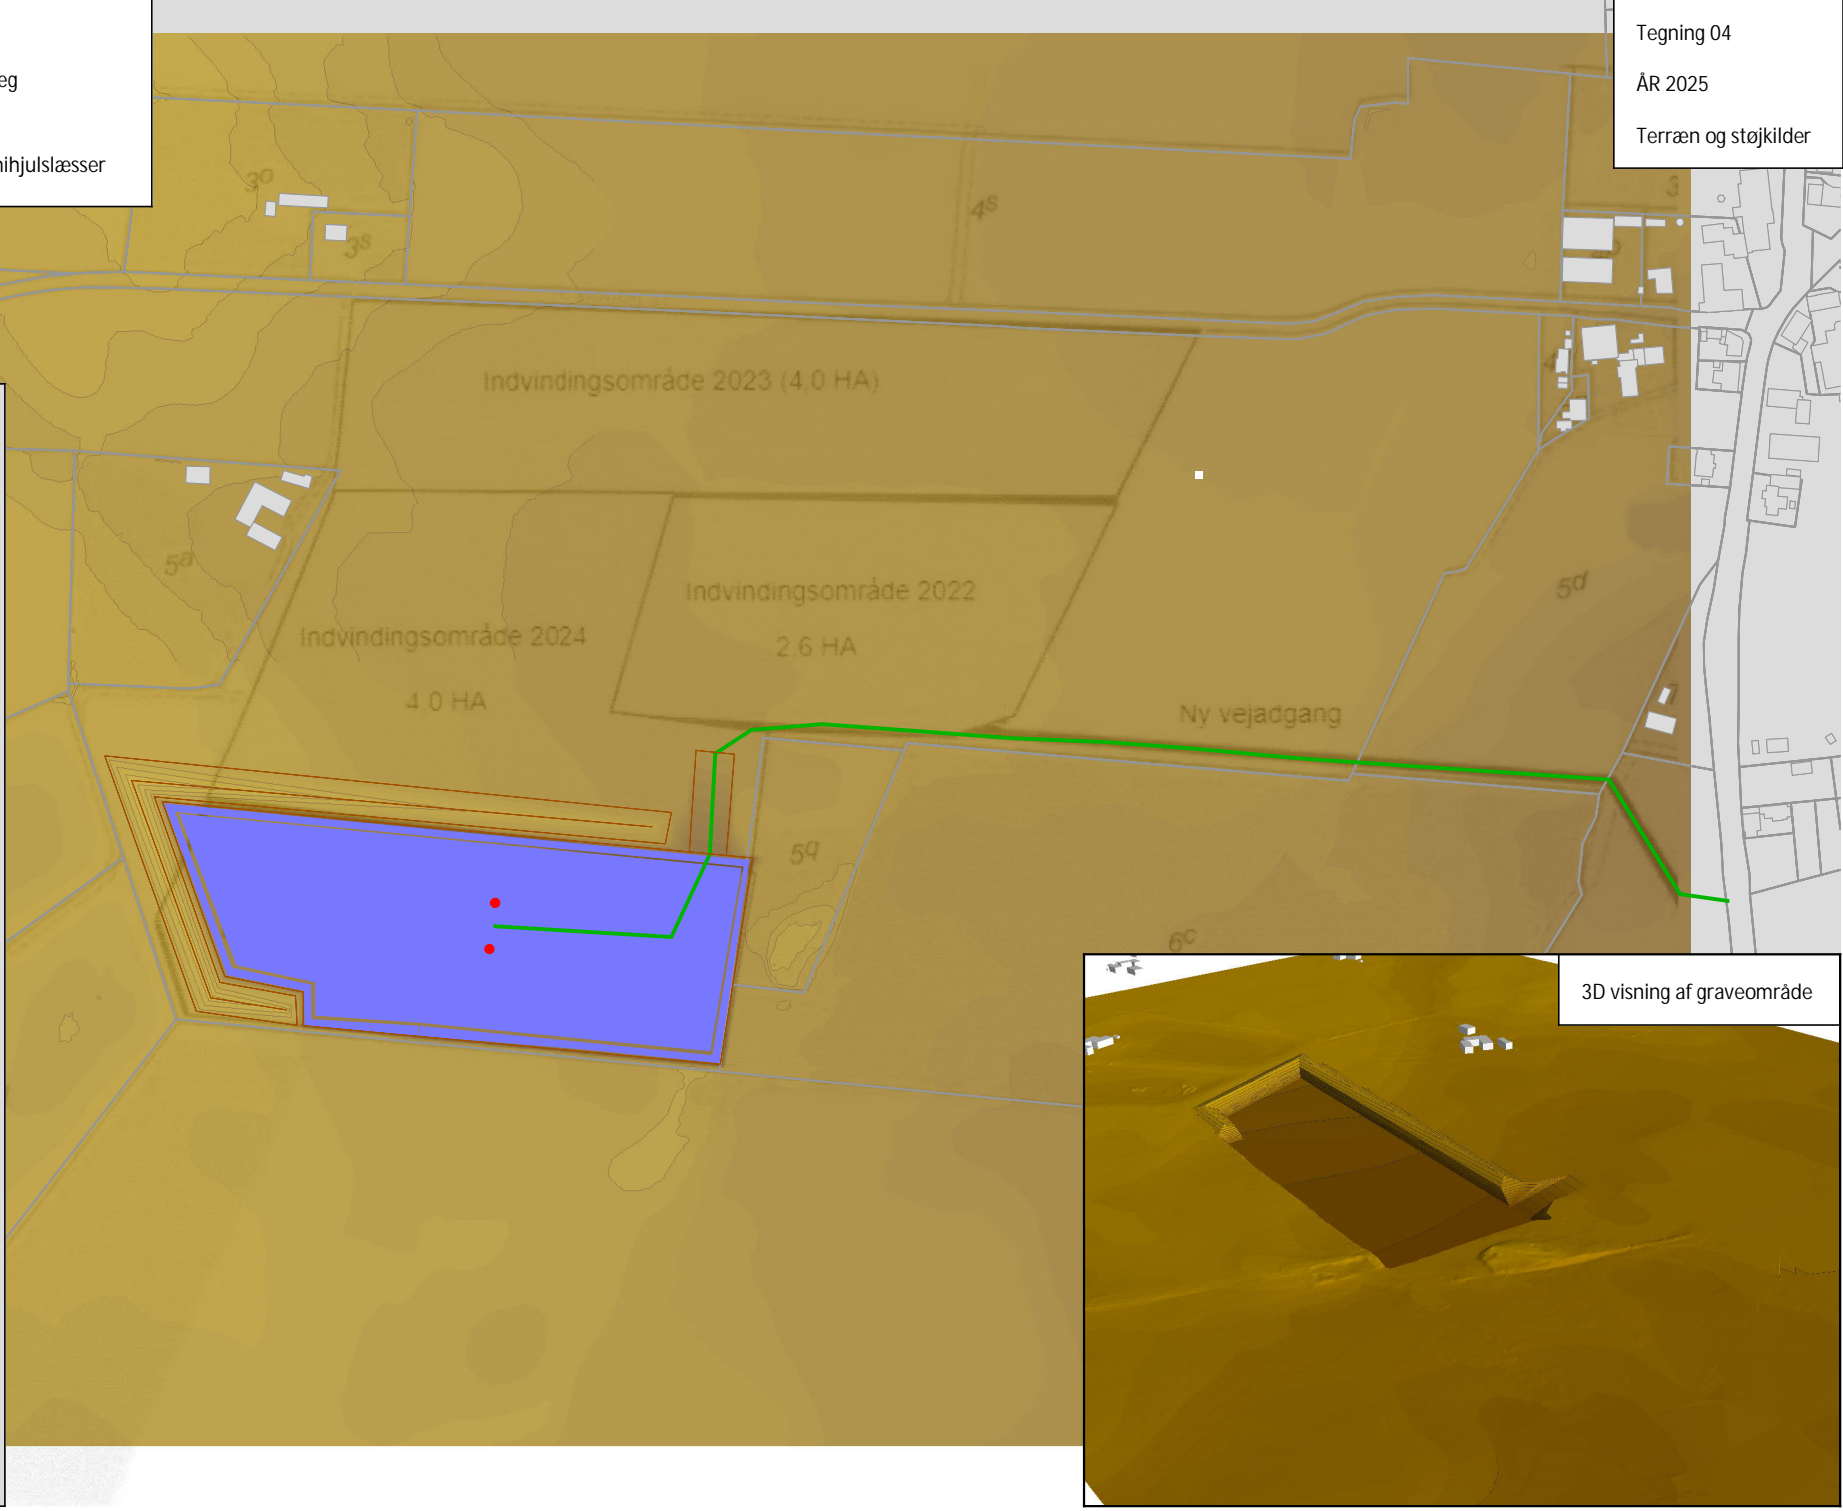 eg
Tegning 04
ÅR 2025
Terræn og støjkilder
3o
3s
4s
Indvindingsområde 2023 (4.0 HA)
5a
5d
Indvindingsområde 2022
2.6 HA
Indvindingsområde 2024
4.0 HA
Ny vejadgang
5q
6c
3D visning af graveområde